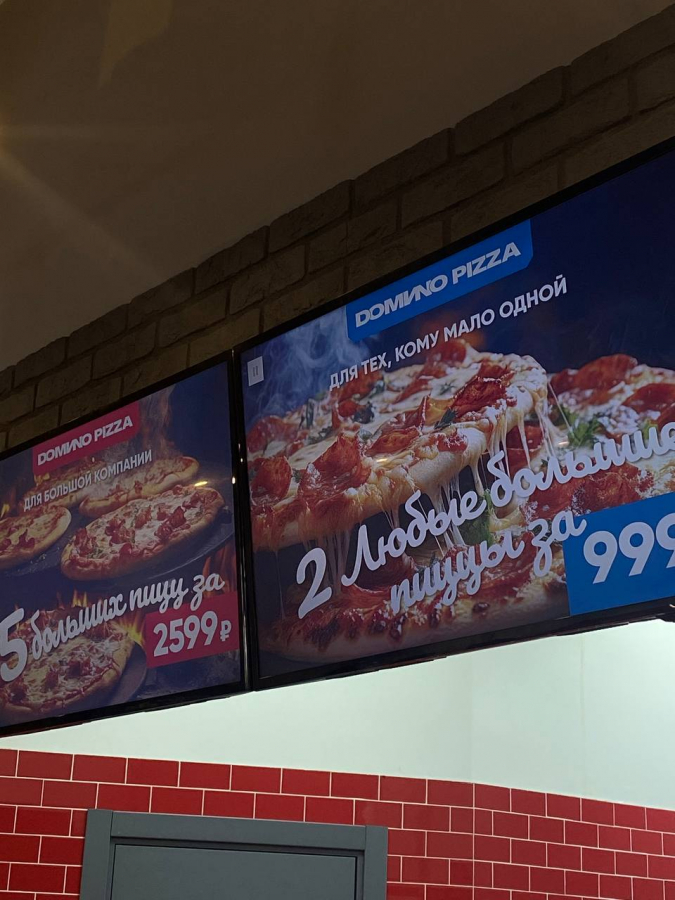 DOMINO PIZZA
ДЛЯ БОЛЬШОЙ КОМПАНИИ
5 больших пицц за
2599₽
DOMINO PIZZA
ДЛЯ ТЕХ, КОМУ МАЛО ОДНОЙ
2 Любые большие
пиццы за
999